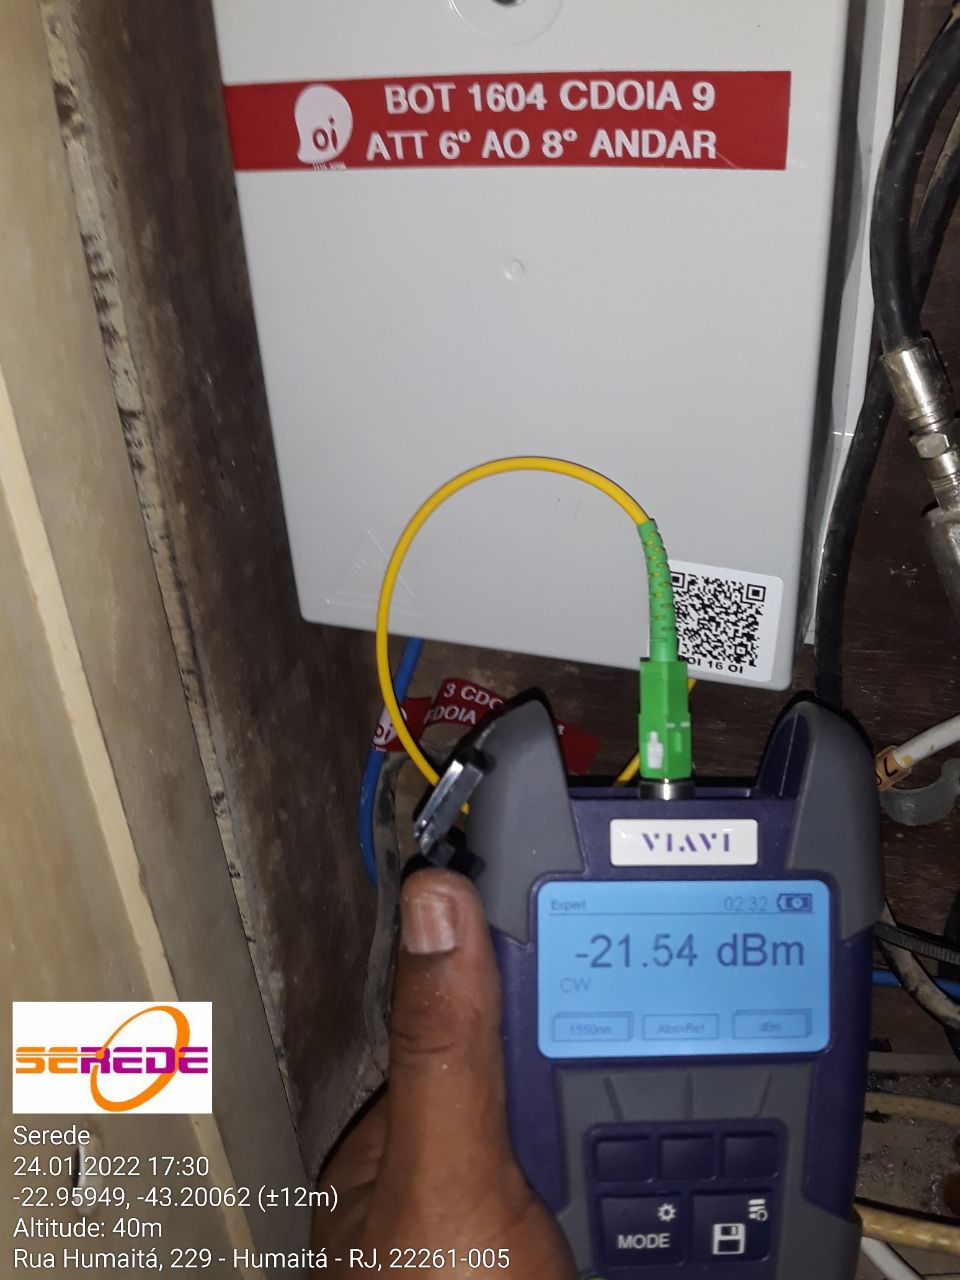 BOT 1604 CDOIA 9
oi
ATT 6º AO 8º ANDAR
OI 16 OI
3 CDO
CDOIA
oi
VIAVI
Expert 02:32
-21.54 dBm
CW
1550nm Abs>Ref dBm
MODE
SEREDE
Serede
24.01.2022 17:30
-22.95949, -43.20062 (±12m)
Altitude: 40m
Rua Humaitá, 229 - Humaitá - RJ, 22261-005